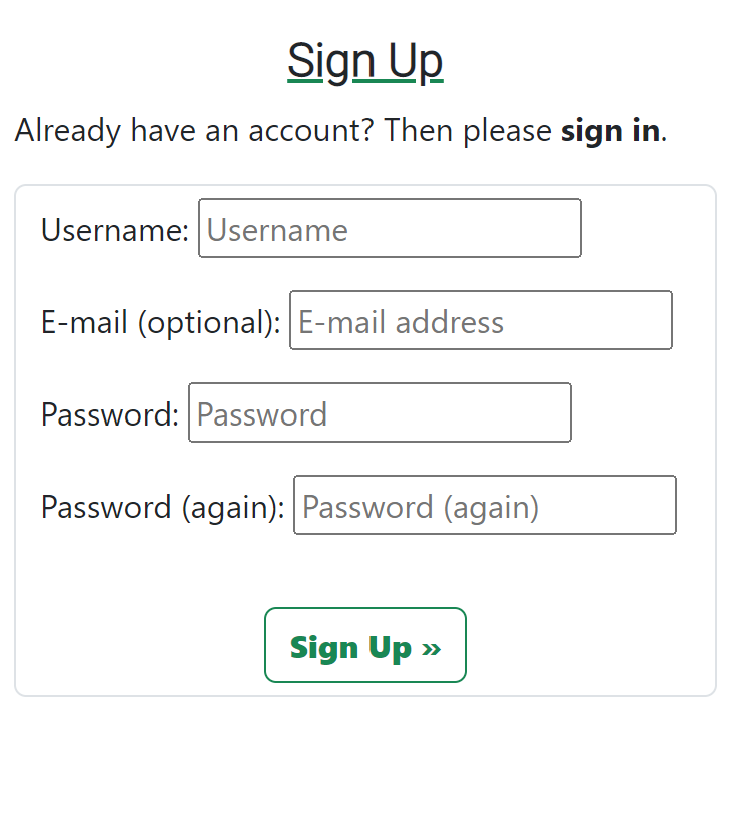 Sign Up
Already have an account? Then please sign in.
Username: Username
E-mail (optional): E-mail address
Password: Password
Password (again): Password (again)
Sign Up »